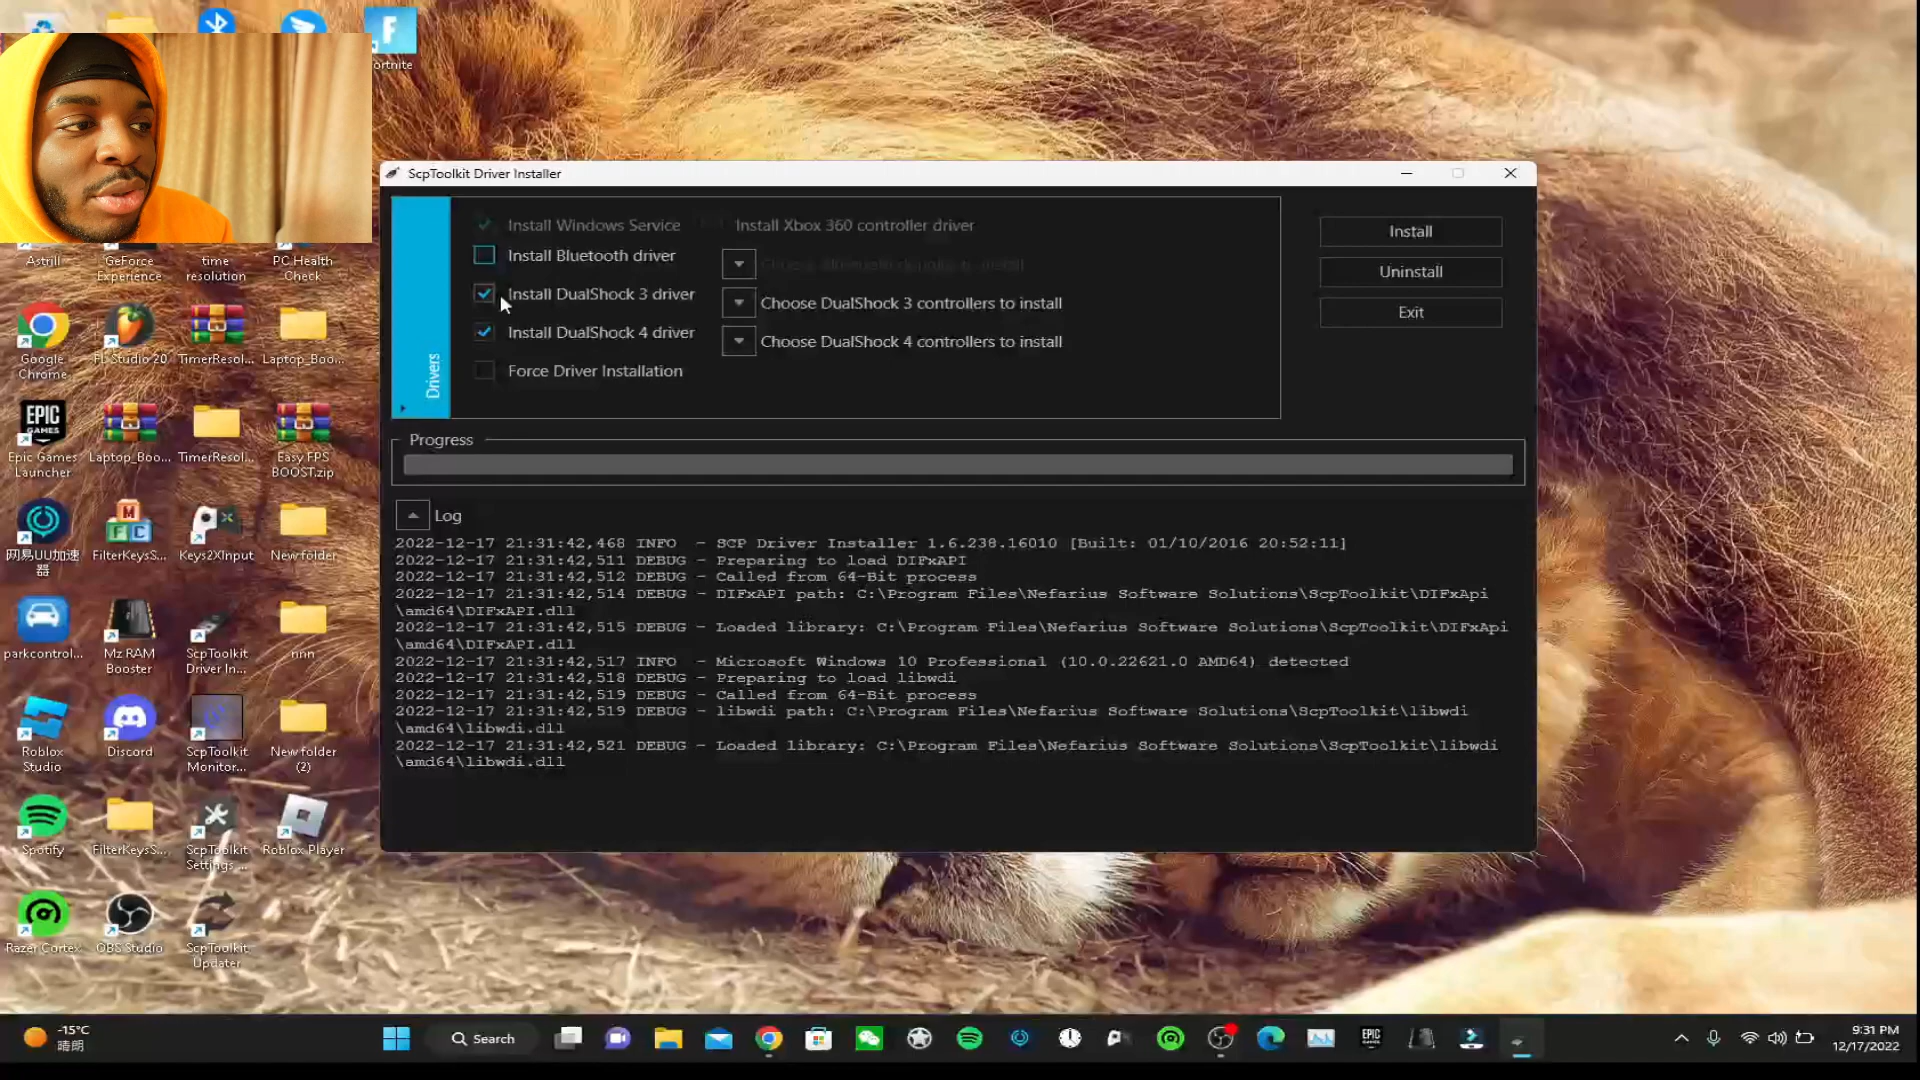 ortnite
Astrill
GeForce
Experience
time
resolution
PC Health
Check
Google
Chrome
FL Studio 20
TimerResol...
Laptop_Boo...
EPIC
GAMES
Epic Games
Launcher
Laptop_Boo...
TimerResol...
Easy FPS
BOOST.zip
网易UU加速
器
FilterKeysS...
Keys2XInput
New folder
parkcontrol...
Mz RAM
Booster
ScpToolkit
Driver In...
nnn
Roblox
Studio
Discord
ScpToolkit
Monitor...
New folder
(2)
Spotify
FilterKeysS...
ScpToolkit
Settings ...
Roblox Player
Razer Cortex
OBS Studio
ScpToolkit
Updater
ScpToolkit Driver Installer
Install Windows Service
Install Xbox 360 controller driver
Install Bluetooth driver
Install DualShock 3 driver
Choose DualShock 3 controllers to install
Install DualShock 4 driver
Choose DualShock 4 controllers to install
Force Driver Installation
Drivers
Install
Uninstall
Exit
Progress
Log
2022-12-17 21:31:42,468 INFO - SCP Driver Installer 1.6.238.16010 [Built: 01/10/2016 20:52:11]
2022-12-17 21:31:42,511 DEBUG - Preparing to load DIFxAPI
2022-12-17 21:31:42,512 DEBUG - Called from 64-Bit process
2022-12-17 21:31:42,514 DEBUG - DIFxAPI path: C:\Program Files\Nefarius Software Solutions\ScpToolkit\DIFxApi
\amd64\DIFxAPI.dll
2022-12-17 21:31:42,515 DEBUG - Loaded library: C:\Program Files\Nefarius Software Solutions\ScpToolkit\DIFxApi
\amd64\DIFxAPI.dll
2022-12-17 21:31:42,517 INFO - Microsoft Windows 10 Professional (10.0.22621.0 AMD64) detected
2022-12-17 21:31:42,518 DEBUG - Preparing to load libwdi
2022-12-17 21:31:42,519 DEBUG - Called from 64-Bit process
2022-12-17 21:31:42,519 DEBUG - libwdi path: C:\Program Files\Nefarius Software Solutions\ScpToolkit\libwdi
\amd64\libwdi.dll
2022-12-17 21:31:42,521 DEBUG - Loaded library: C:\Program Files\Nefarius Software Solutions\ScpToolkit\libwdi
\amd64\libwdi.dll
-15°C
晴朗
Search
EPIC
9:31 PM
12/17/2022